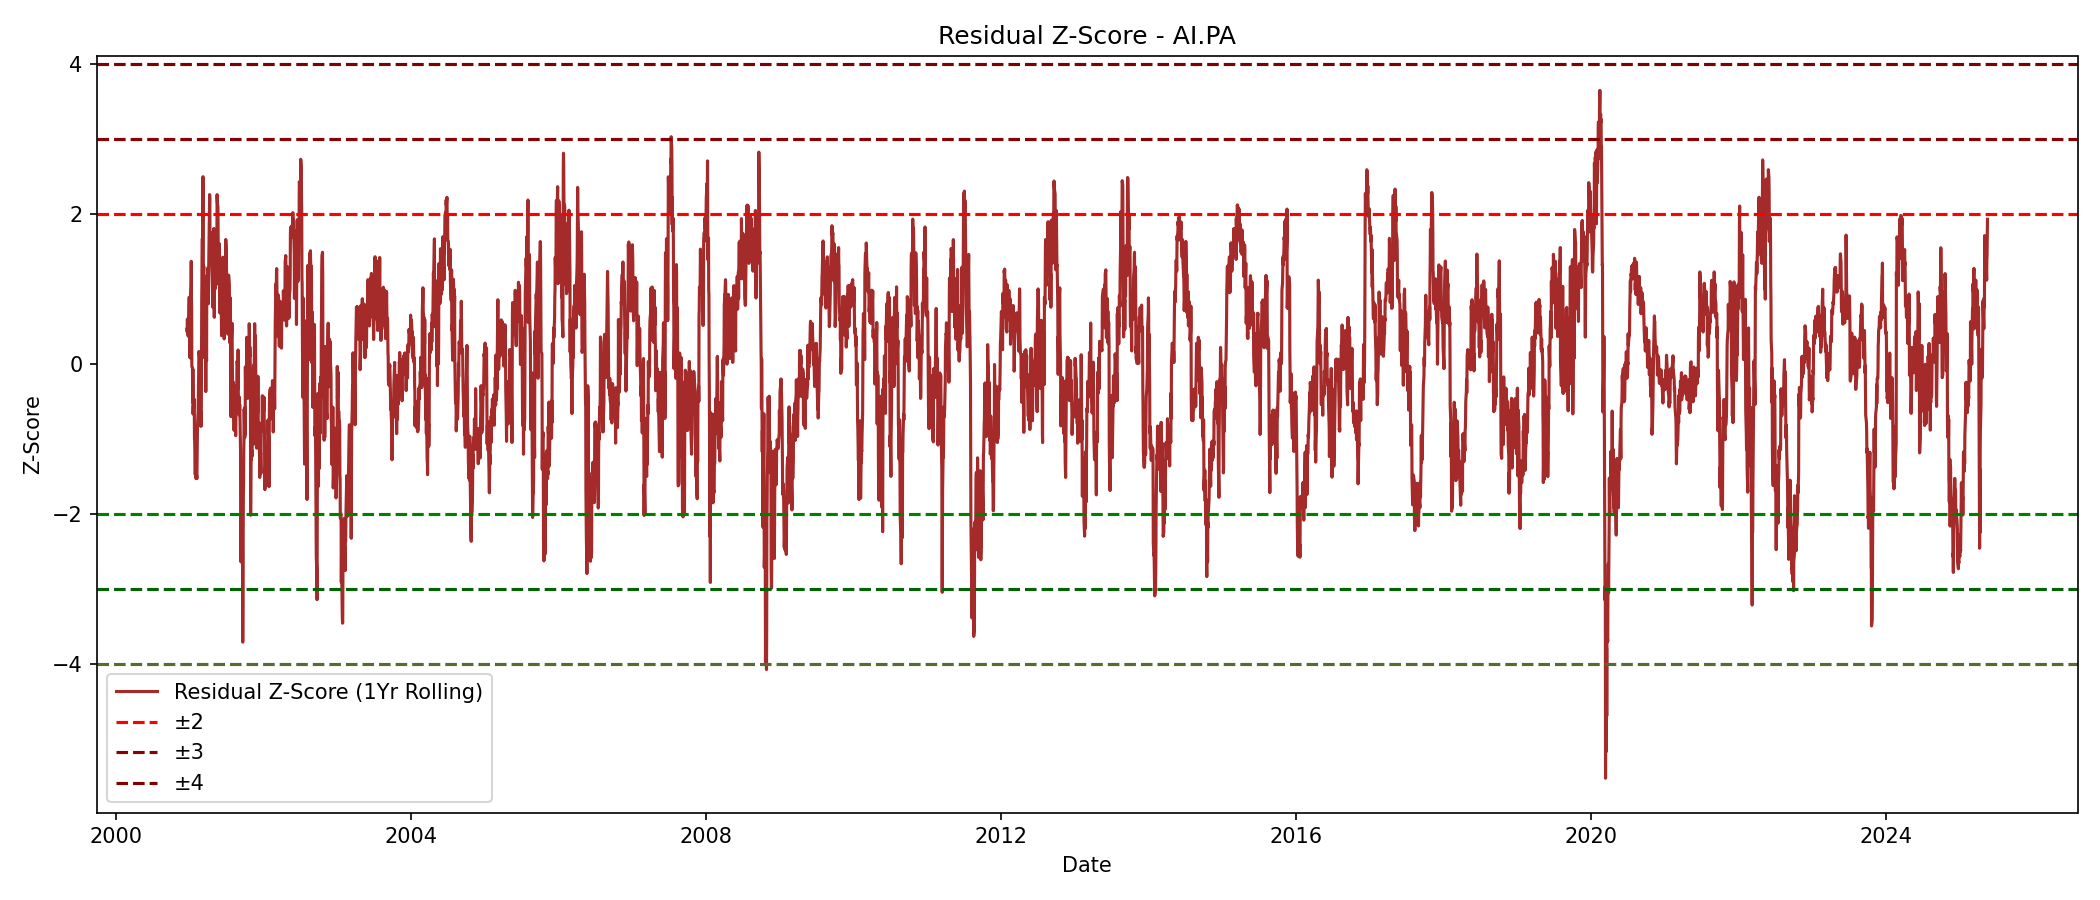 Residual Z-Score - AI.PA
Z-Score
4
2
0
−2
−4
Residual Z-Score (1Yr Rolling)
±2
±3
±4
2000 2004 2008 2012 2016 2020 2024
Date